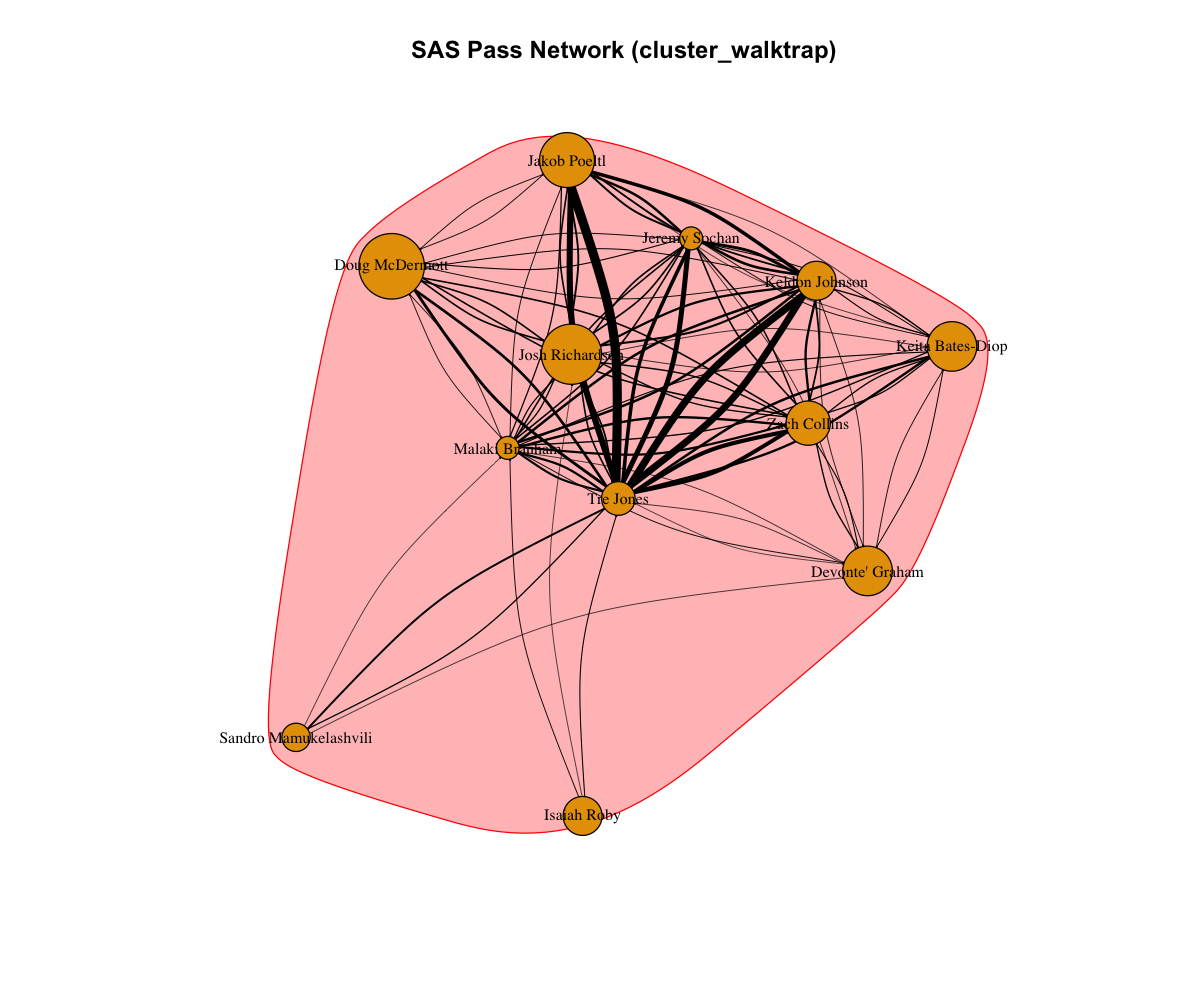 SAS Pass Network (cluster_walktrap)
Jakob Poeltl
Jeremy Sochan
Doug McDermott
Keldon Johnson
Keita Bates-Diop
Josh Richardson
Zach Collins
Malaki Branham
Tre Jones
Devonte' Graham
Sandro Mamukelashvili
Isaiah Roby